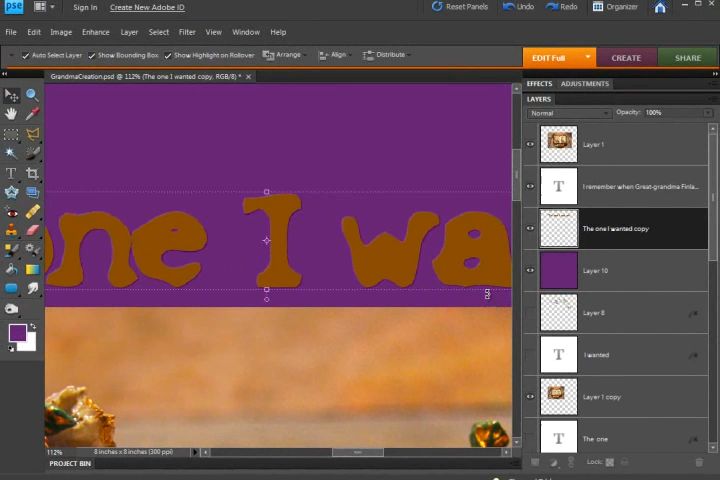 pse
Sign In
Create New Adobe ID
Reset Panels
Undo
Redo
Organizer
File Edit Image Enhance Layer Select Filter View Window Help
Auto Select Layer
Show Bounding Box
Show Highlight on Rollover
Arrange
Align
Distribute
EDIT Full
CREATE
SHARE
GrandmaCreation.psd @ 112% (The one I wanted copy, RGB/8) *
EFFECTS
ADJUSTMENTS
LAYERS
Normal
Opacity: 100%
Layer 1
T
I remember when Great-grandma Finla...
The one I wanted copy
Layer 10
Layer 8
T
I wanted
Layer 1 copy
T
The one
one I wa
112%
8 inches x 8 inches (300 ppi)
Lock:
PROJECT BIN